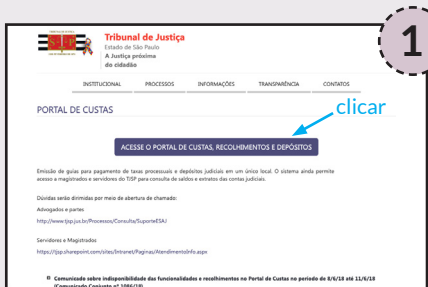 1
Tribunal de Justiça
Estado de São Paulo
A Justiça próxima
do cidadão
INSTITUCIONAL PROCESSOS INFORMAÇÕES TRANSPARÊNCIA CONTATOS
PORTAL DE CUSTAS
clicar
ACESSE O PORTAL DE CUSTAS, RECOLHIMENTOS E DEPÓSITOS
Emissão de guias para pagamento de taxas processuais e depósitos judiciais em um único local. O sistema ainda permite
acesso a magistrados e servidores do TJSP para consulta de saldos e extratos das contas judiciais.
Dúvidas serão dirimidas por meio de abertura de chamado:
Advogados e partes
http://www.tjsp.jus.br/Processos/Consulta/SuporteESAJ
Servidores e Magistrados
https://tjsp.sharepoint.com/sites/Intranet/Paginas/AtendimentoInfo.aspx
Comunicado sobre indisponibilidade das funcionalidades e recolhimentos no Portal de Custas no período de 8/6/18 até 11/6/18
(Comunicado Conjunto nº 1086/18)